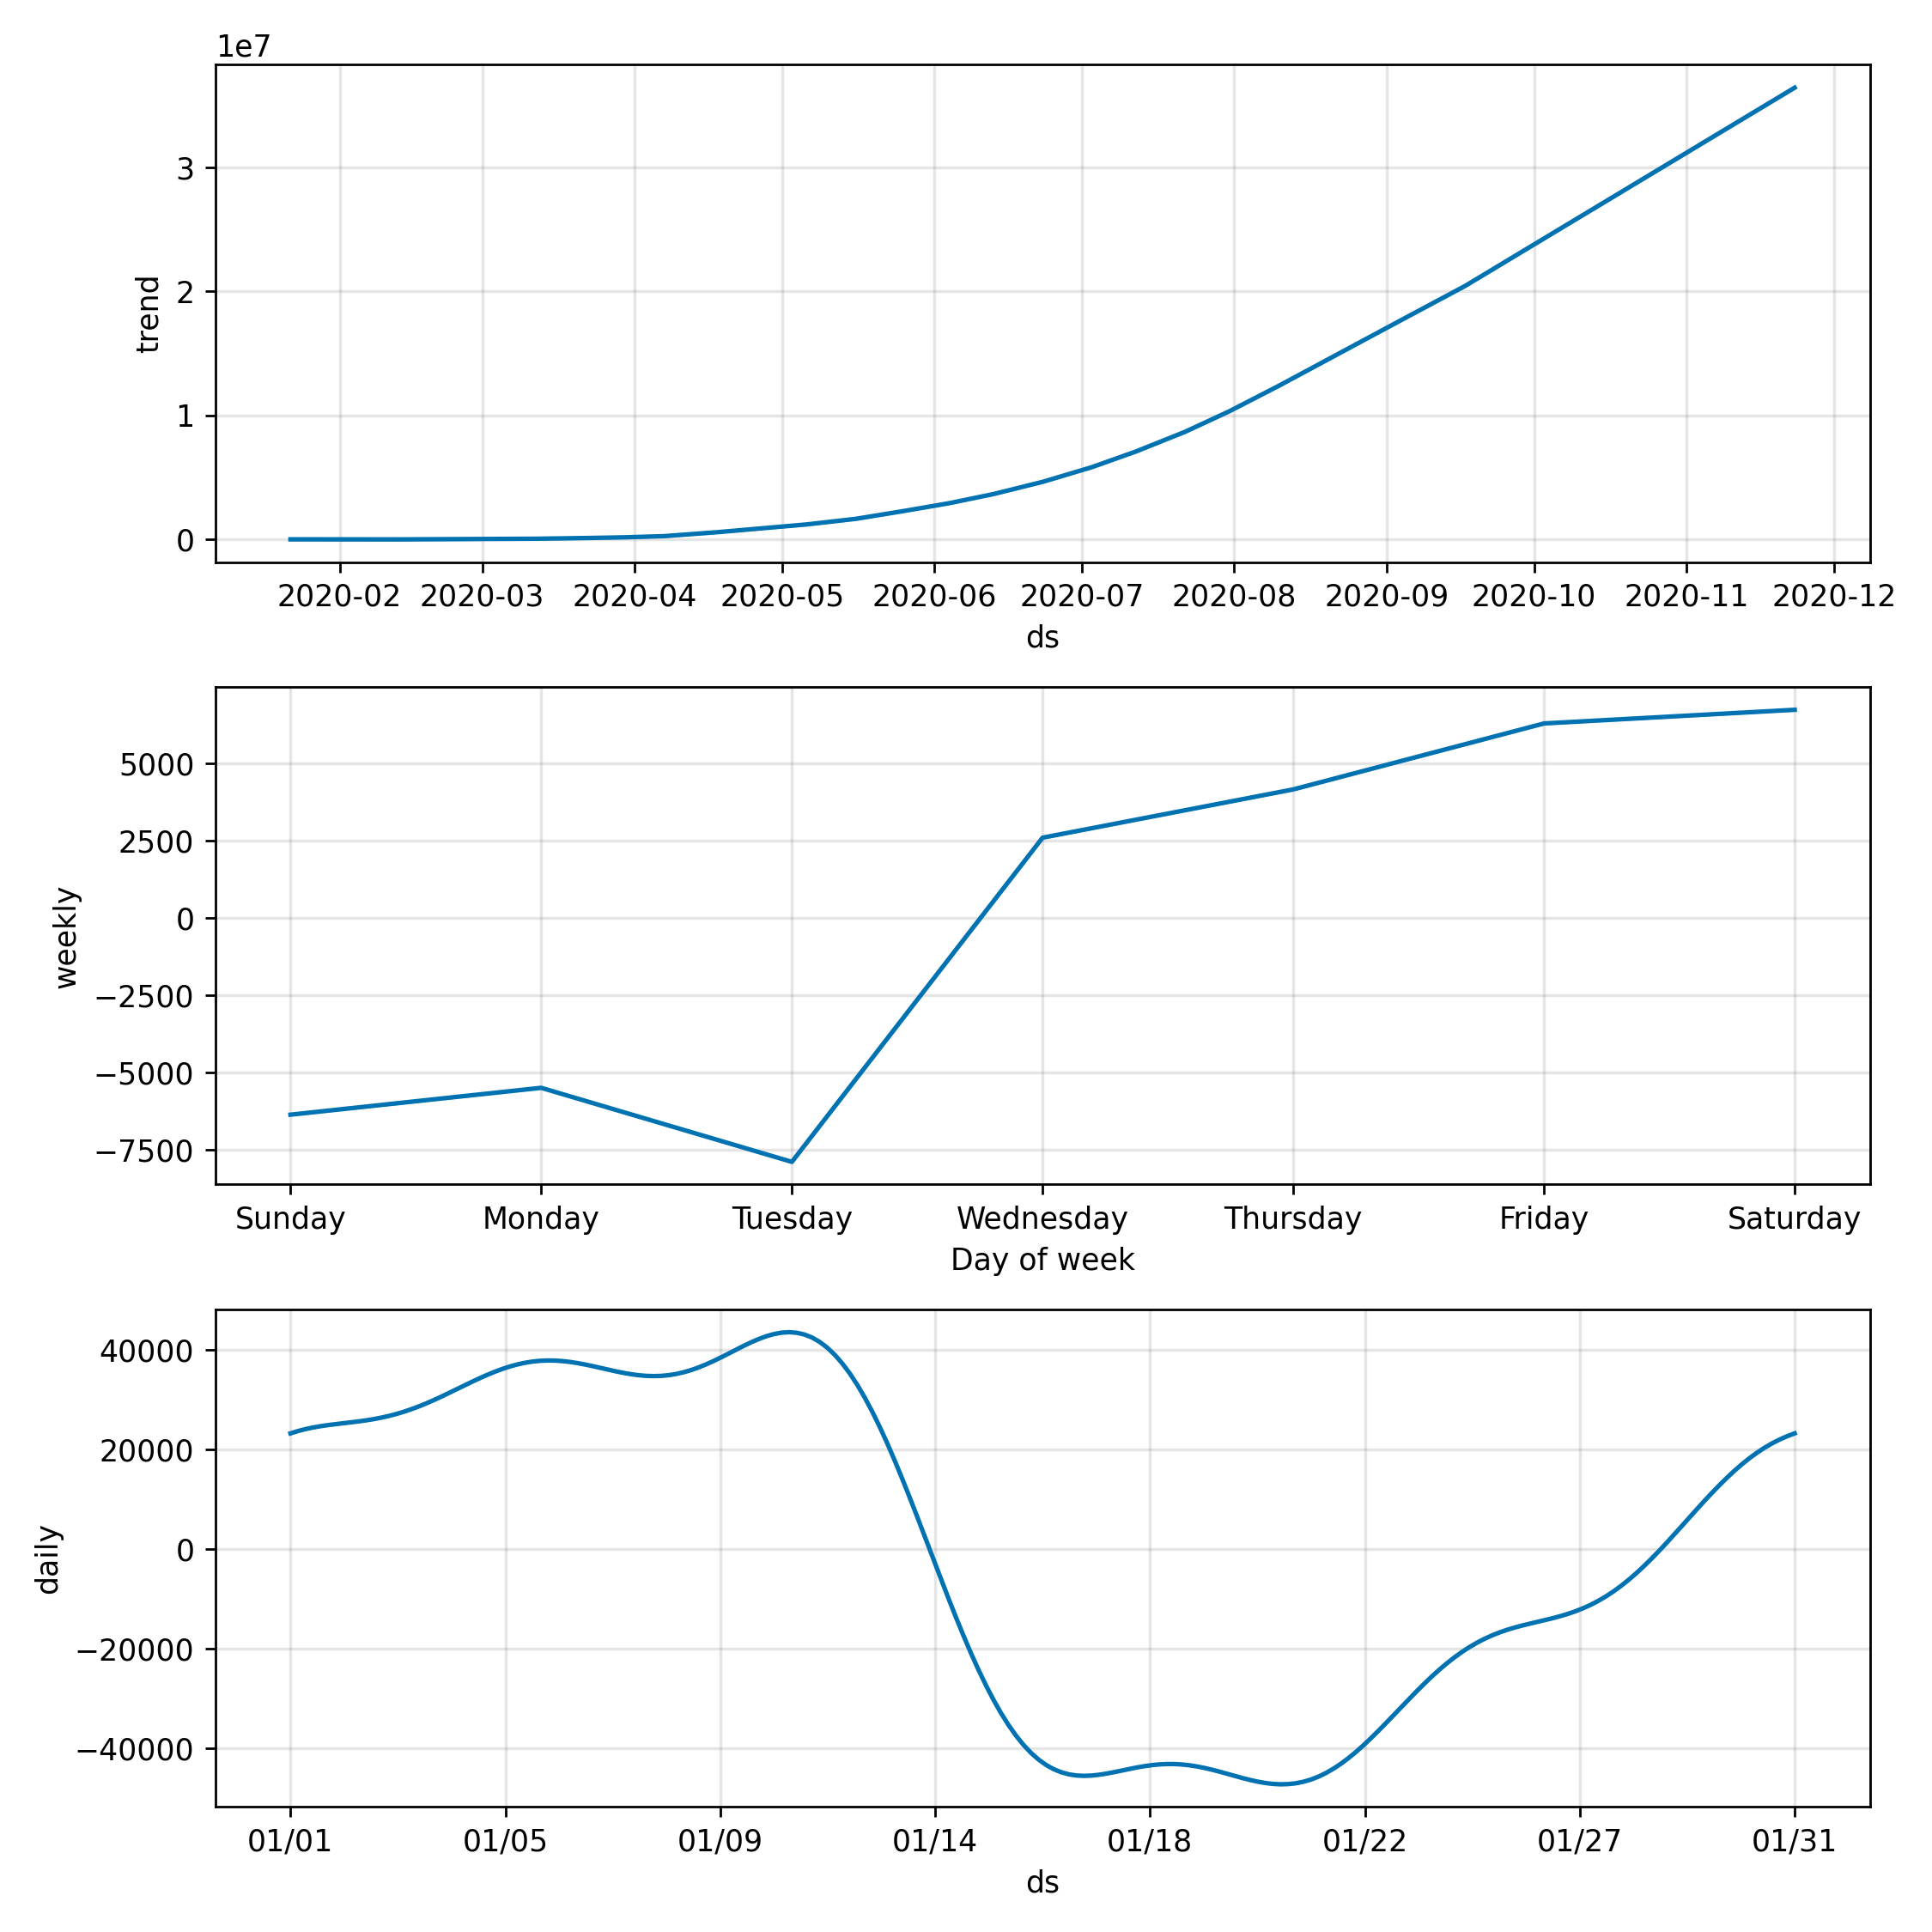 1e7
3
2
1
0
trend
2020-02 2020-03 2020-04 2020-05 2020-06 2020-07 2020-08 2020-09 2020-10 2020-11 2020-12
ds
5000
2500
0
−2500
−5000
−7500
weekly
Sunday Monday Tuesday Wednesday Thursday Friday Saturday
Day of week
40000
20000
0
−20000
−40000
daily
01/01 01/05 01/09 01/14 01/18 01/22 01/27 01/31
ds